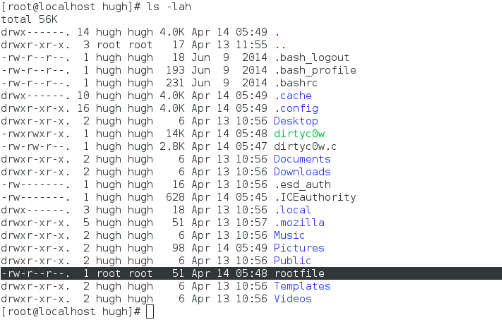 [root@localhost hugh]# ls -lah
total 56K
drwx------. 14 hugh hugh 4.0K Apr 14 05:49 .
drwxr-xr-x. 3 root root 17 Apr 13 11:55 ..
-rw-r--r--. 1 hugh hugh 18 Jun 9 2014 .bash_logout
-rw-r--r--. 1 hugh hugh 193 Jun 9 2014 .bash_profile
-rw-r--r--. 1 hugh hugh 231 Jun 9 2014 .bashrc
drwx------. 10 hugh hugh 4.0K Apr 14 05:49 .cache
drwxr-xr-x. 16 hugh hugh 4.0K Apr 14 05:49 .config
drwxr-xr-x. 2 hugh hugh 6 Apr 13 10:56 Desktop
-rwxrwxr-x. 1 hugh hugh 14K Apr 14 05:48 dirtyc0w
-rw-rw-r--. 1 hugh hugh 2.8K Apr 14 05:47 dirtyc0w.c
drwxr-xr-x. 2 hugh hugh 6 Apr 13 10:56 Documents
drwxr-xr-x. 2 hugh hugh 6 Apr 13 10:56 Downloads
-rw-------. 1 hugh hugh 16 Apr 13 10:56 .esd_auth
-rw-------. 1 hugh hugh 628 Apr 14 05:45 .ICEauthority
drwx------. 3 hugh hugh 18 Apr 13 10:56 .local
drwxr-xr-x. 5 hugh hugh 51 Apr 13 10:57 .mozilla
drwxr-xr-x. 2 hugh hugh 6 Apr 13 10:56 Music
drwxr-xr-x. 2 hugh hugh 98 Apr 14 05:49 Pictures
drwxr-xr-x. 2 hugh hugh 6 Apr 13 10:56 Public
-rw-r--r--. 1 root root 51 Apr 14 05:48 rootfile
drwxr-xr-x. 2 hugh hugh 6 Apr 13 10:56 Templates
drwxr-xr-x. 2 hugh hugh 6 Apr 13 10:56 Videos
[root@localhost hugh]#